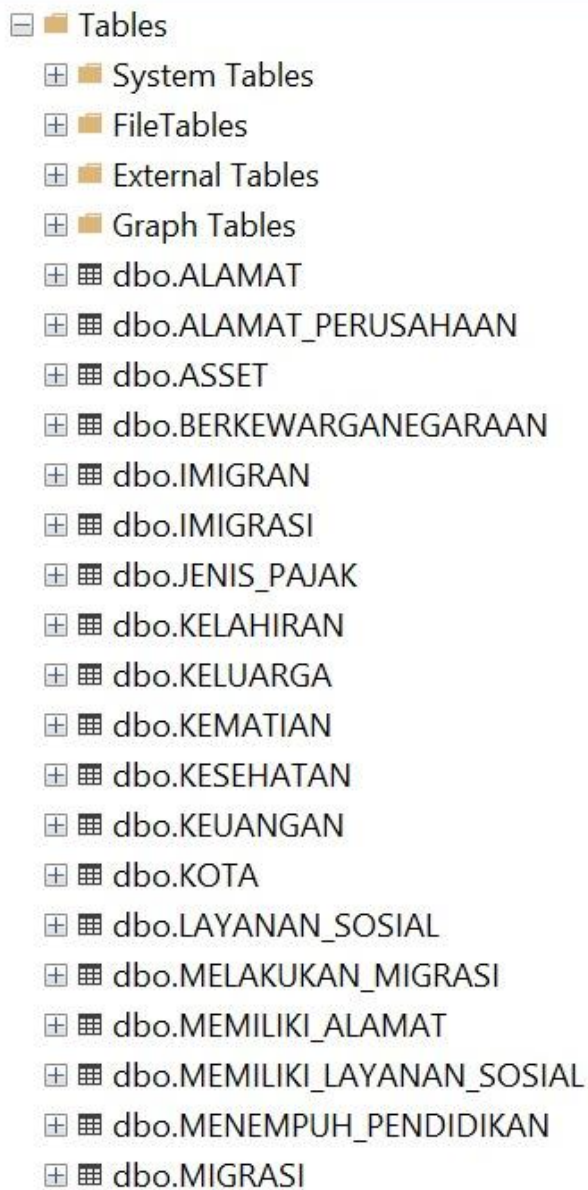 Tables
System Tables
FileTables
External Tables
Graph Tables
dbo.ALAMAT
dbo.ALAMAT_PERUSAHAAN
dbo.ASSET
dbo.BERKEWARGANEGARAAN
dbo.IMIGRAN
dbo.IMIGRASI
dbo.JENIS_PAJAK
dbo.KELAHIRAN
dbo.KELUARGA
dbo.KEMATIAN
dbo.KESEHATAN
dbo.KEUANGAN
dbo.KOTA
dbo.LAYANAN_SOSIAL
dbo.MELAKUKAN_MIGRASI
dbo.MEMILIKI_ALAMAT
dbo.MEMILIKI_LAYANAN_SOSIAL
dbo.MENEMPUH_PENDIDIKAN
dbo.MIGRASI